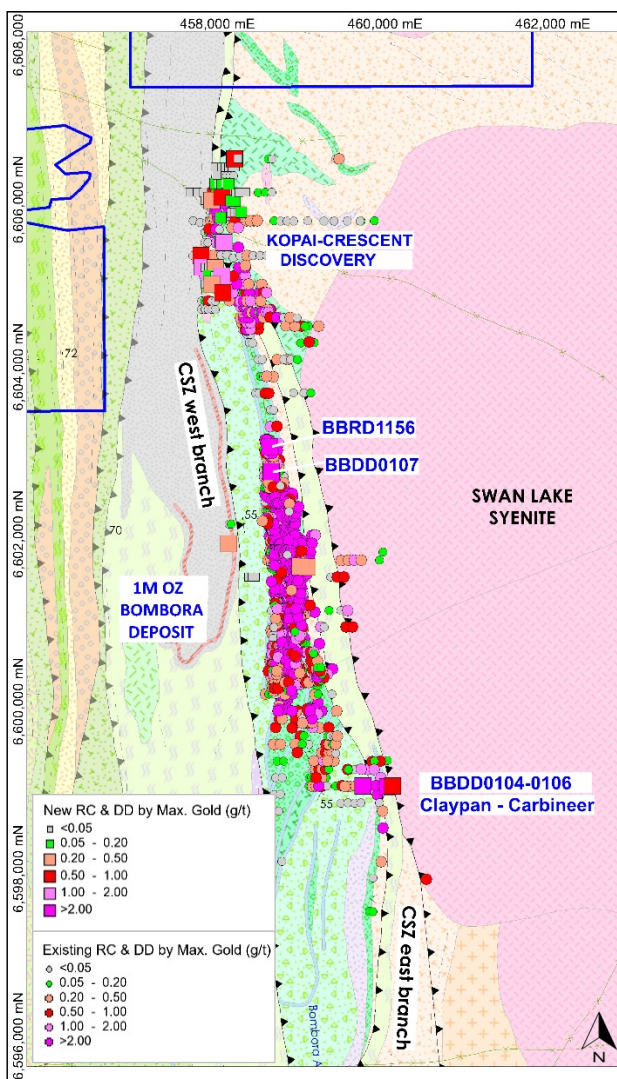 458,000 mE
460,000 mE
462,000 mE
6,608,000 mN
6,606,000 mN
KOPAI-CRESCENT
DISCOVERY
6,604,000 mN
72
CSZ west branch
BBRD1156
BBDD0107
SWAN LAKE
SYENITE
55
70
6,602,000 mN
1M OZ
BOMBORA
DEPOSIT
6,600,000 mN
BBDD0104-0106
Claypan - Carbineer
55
New RC & DD by Max. Gold (g/t)
<0.05
0.05 - 0.20
0.20 - 0.50
0.50 - 1.00
1.00 - 2.00
>2.00
6,598,000 mN
CSZ east branch
Existing RC & DD by Max. Gold (g/t)
<0.05
0.05 - 0.20
0.20 - 0.50
0.50 - 1.00
1.00 - 2.00
>2.00
6,596,000 mN
Bombora A
N